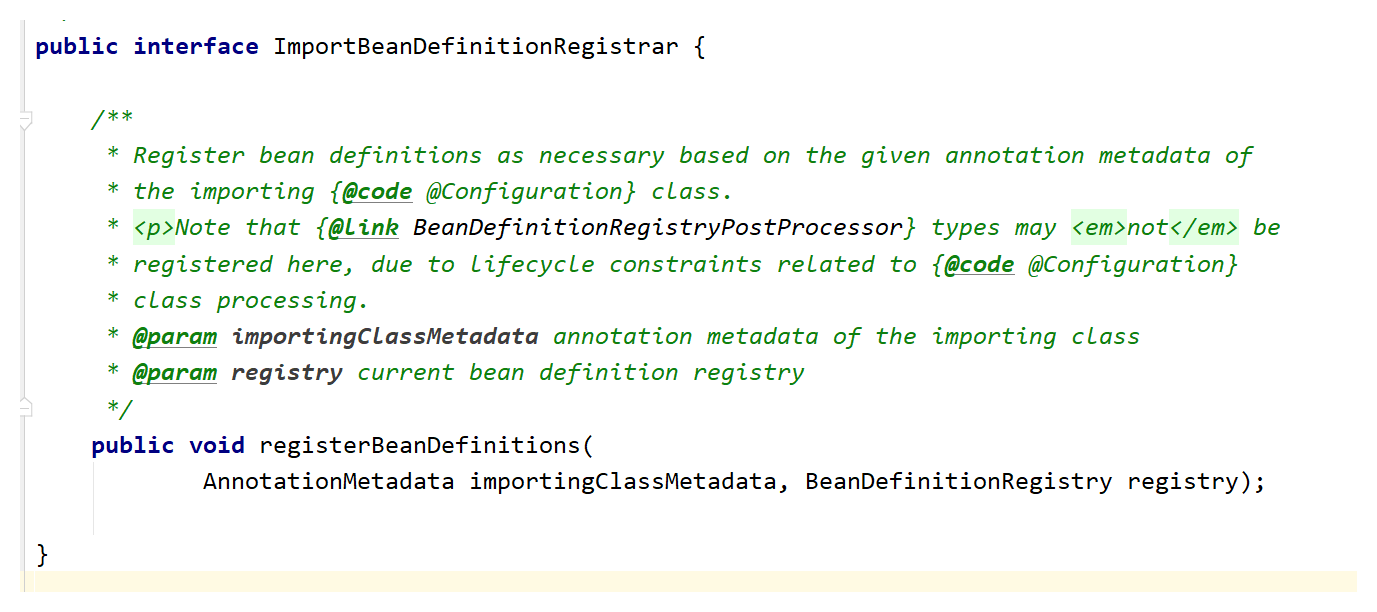 public interface ImportBeanDefinitionRegistrar {
/**
* Register bean definitions as necessary based on the given annotation metadata of
* the importing {@code @Configuration} class.
* <p>Note that {@link BeanDefinitionRegistryPostProcessor} types may <em>not</em> be
* registered here, due to lifecycle constraints related to {@code @Configuration}
* class processing.
* @param importingClassMetadata annotation metadata of the importing class
* @param registry current bean definition registry
*/
public void registerBeanDefinitions(
AnnotationMetadata importingClassMetadata, BeanDefinitionRegistry registry);
}